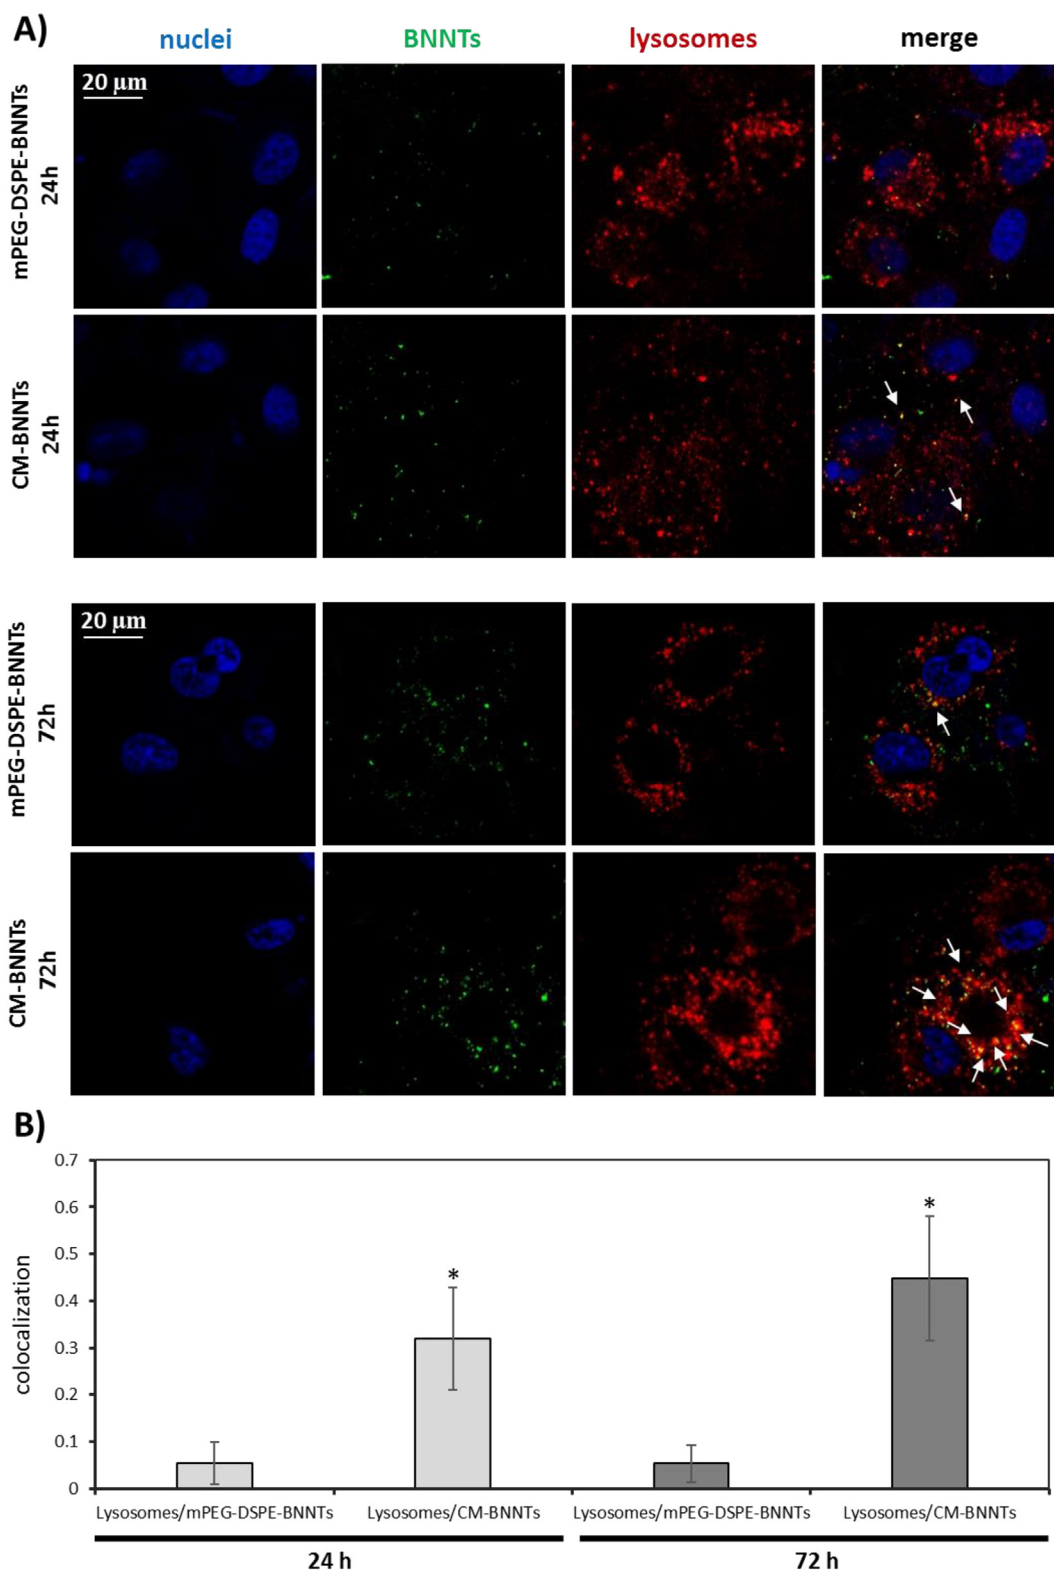 A)
nuclei
BNNTs
lysosomes
merge
mPEG-DSPE-BNNTs
24h
20 μm
CM-BNNTs
24h
mPEG-DSPE-BNNTs
72h
20 μm
CM-BNNTs
72h
B)
colocalization
0.7
0.6
0.5
0.4
0.3
0.2
0.1
0
*
*
Lysosomes/mPEG-DSPE-BNNTs
Lysosomes/CM-BNNTs
Lysosomes/mPEG-DSPE-BNNTs
Lysosomes/CM-BNNTs
24 h
72 h